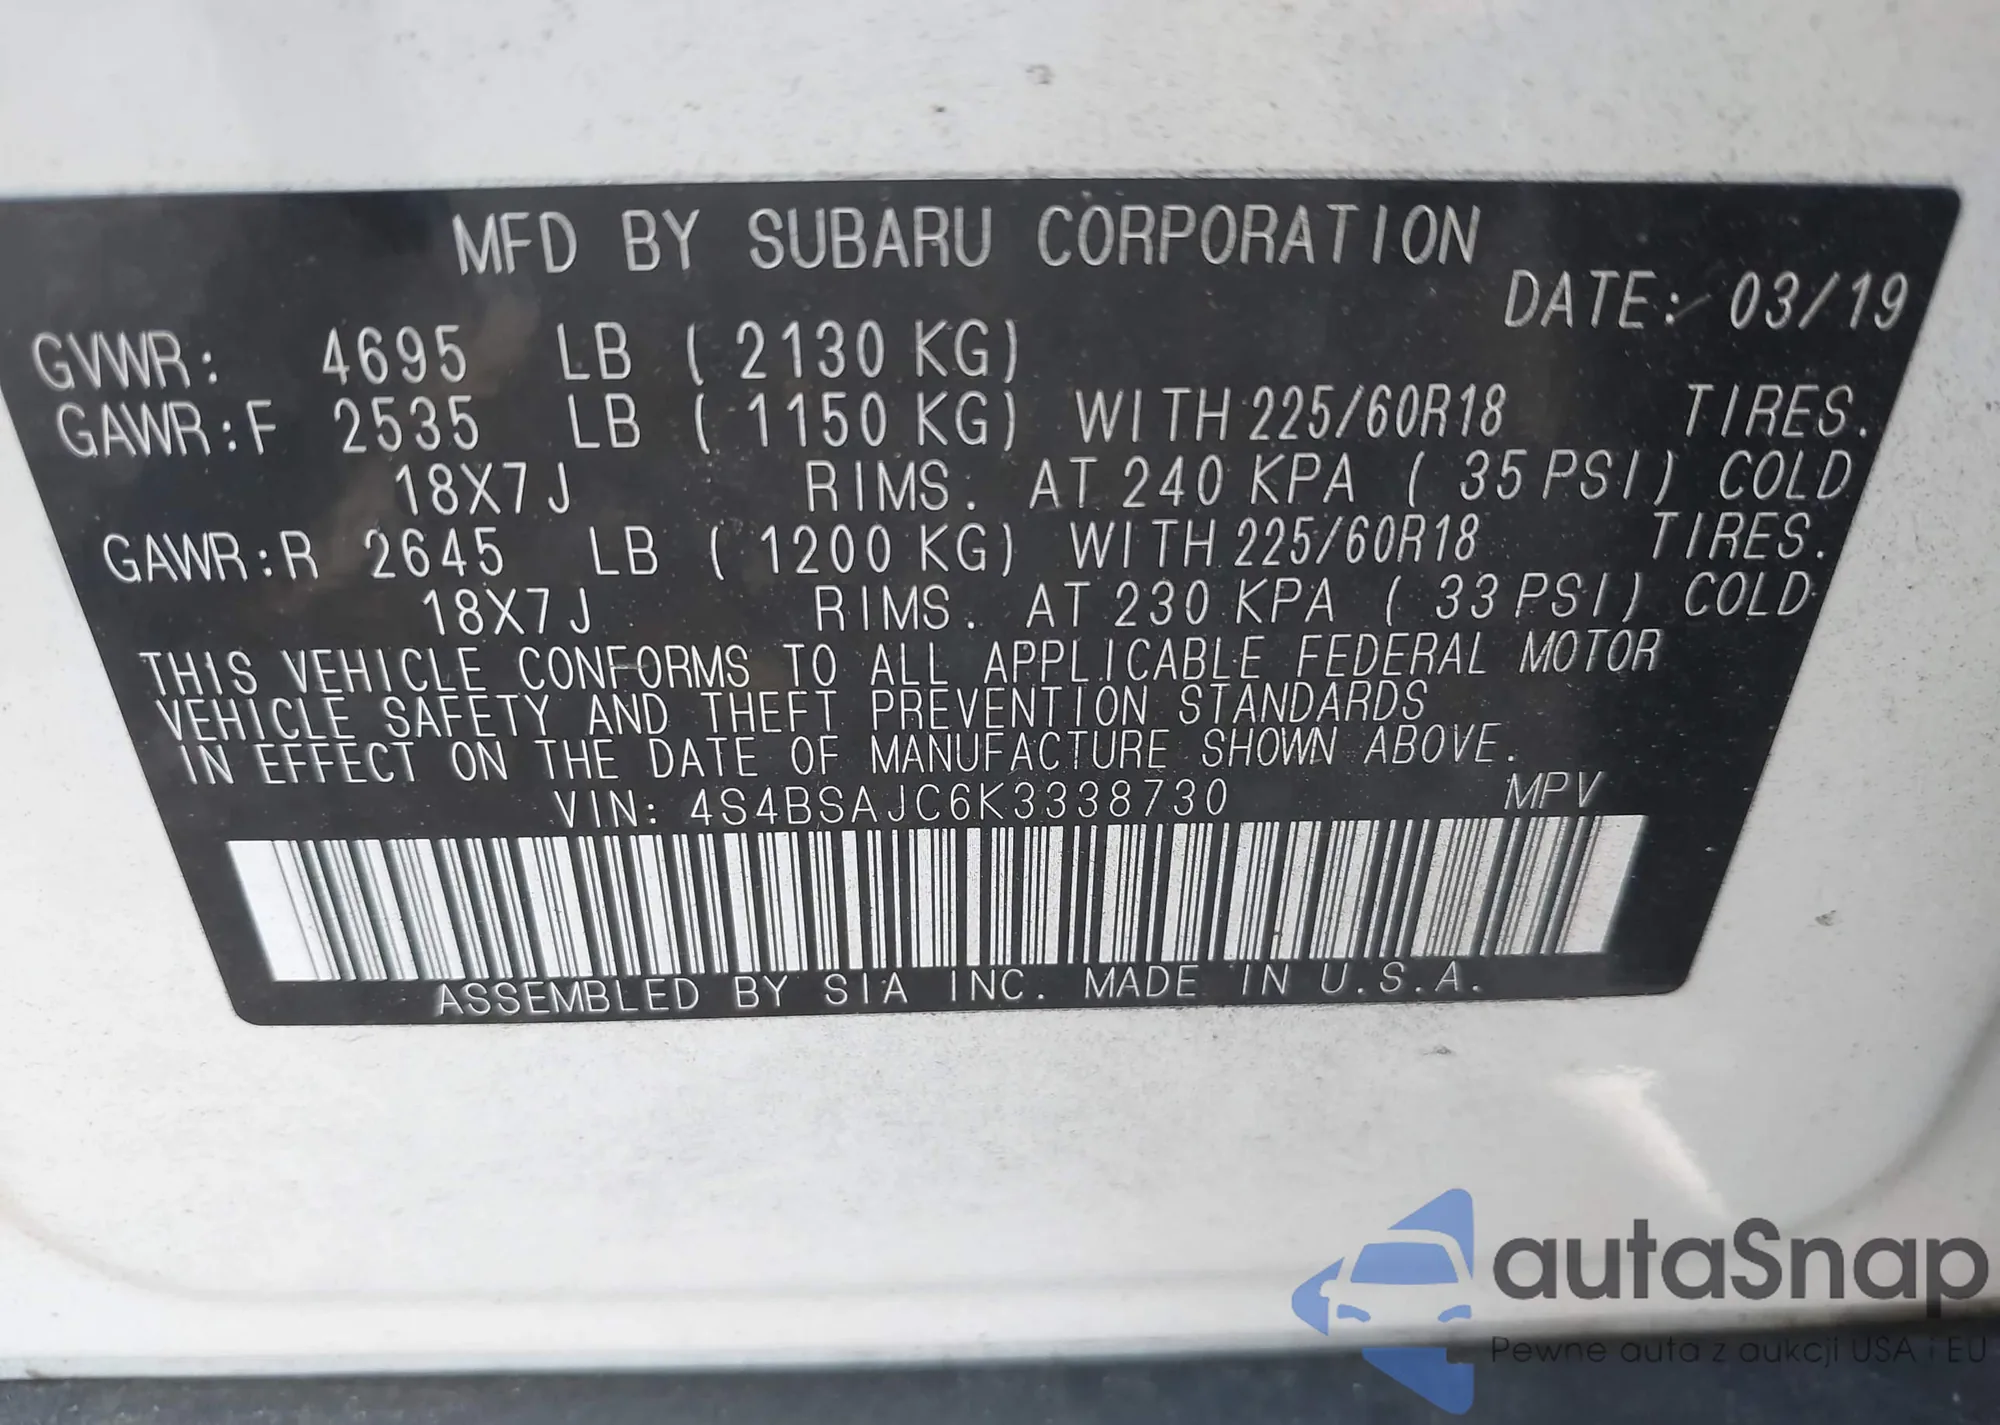 MFD BY SUBARU CORPORATION
DATE: 03/19
GVWR: 4695 LB ( 2130 KG)
GAWR:F 2535 LB ( 1150 KG) WITH 225/60R18 TIRES.
18X7J RIMS. AT 240 KPA ( 35 PSI) COLD
GAWR:R 2645 LB ( 1200 KG) WITH 225/60R18 TIRES.
18X7J RIMS. AT 230 KPA ( 33 PSI) COLD
THIS VEHICLE CONFORMS TO ALL APPLICABLE FEDERAL MOTOR
VEHICLE SAFETY AND THEFT PREVENTION STANDARDS
IN EFFECT ON THE DATE OF MANUFACTURE SHOWN ABOVE.
VIN: 4S4BSAJC6K3338730 MPV
ASSEMBLED BY SIA INC. MADE IN U.S.A.
autaSnap
Pewne auta z aukcji USA i EU